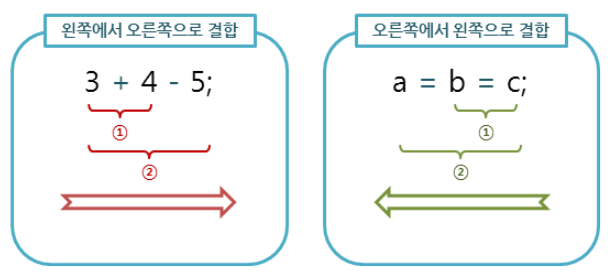 왼쪽에서 오른쪽으로 결합
3 + 4 - 5;
①
②
오른쪽에서 왼쪽으로 결합
a = b = c;
①
②